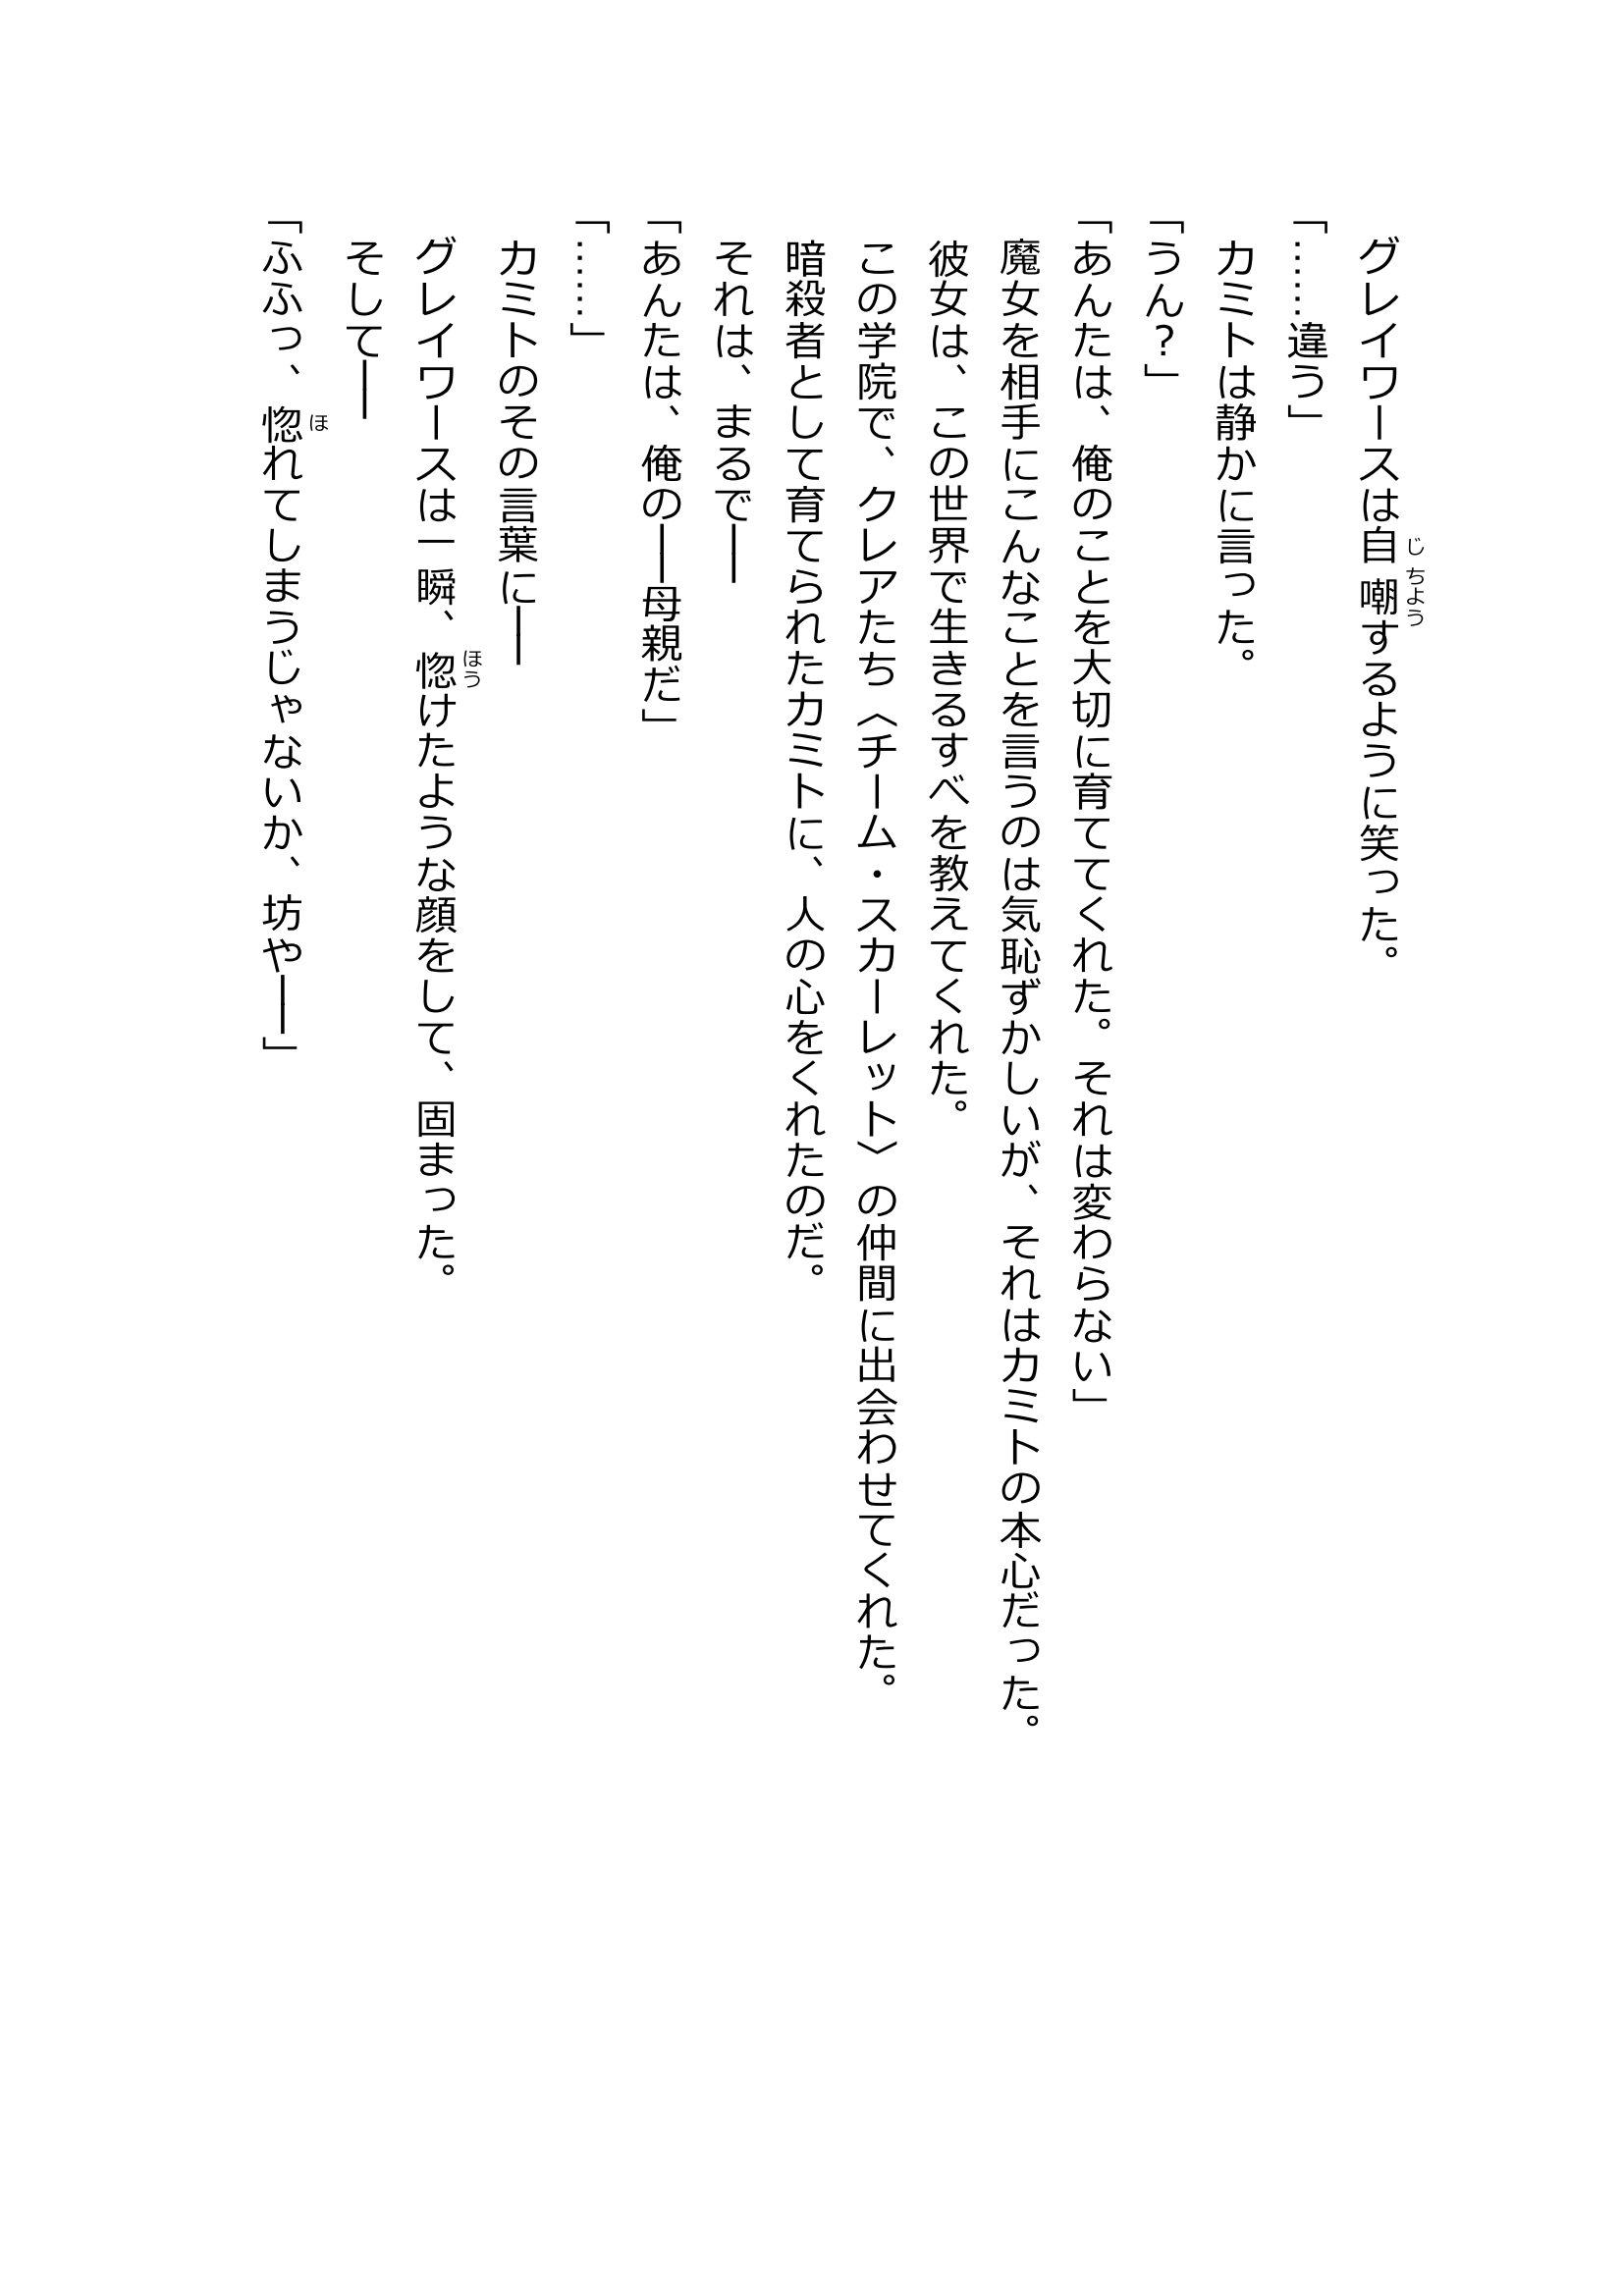 グレイワースは自嘲するように笑った。
「……違う」
カミトは静かに言った。
「うん?」
「あんたは、俺のことを大切に育ててくれた。それは変わらない」
魔女を相手にこんなことを言うのは気恥ずかしいが、それはカミトの本心だった。
彼女は、この世界で生きるすべを教えてくれた。
この学院で、クレアたち〈チーム・スカーレット〉の仲間に出会わせてくれた。
暗殺者として育てられたカミトに、人の心をくれたのだ。
それは、まるで──
「あんたは、俺の──母親だ」
「……」
カミトのその言葉に──
グレイワースは一瞬、惚けたような顔をして、固まった。
そして──
「ふふっ、惚れてしまうじゃないか、坊や──」